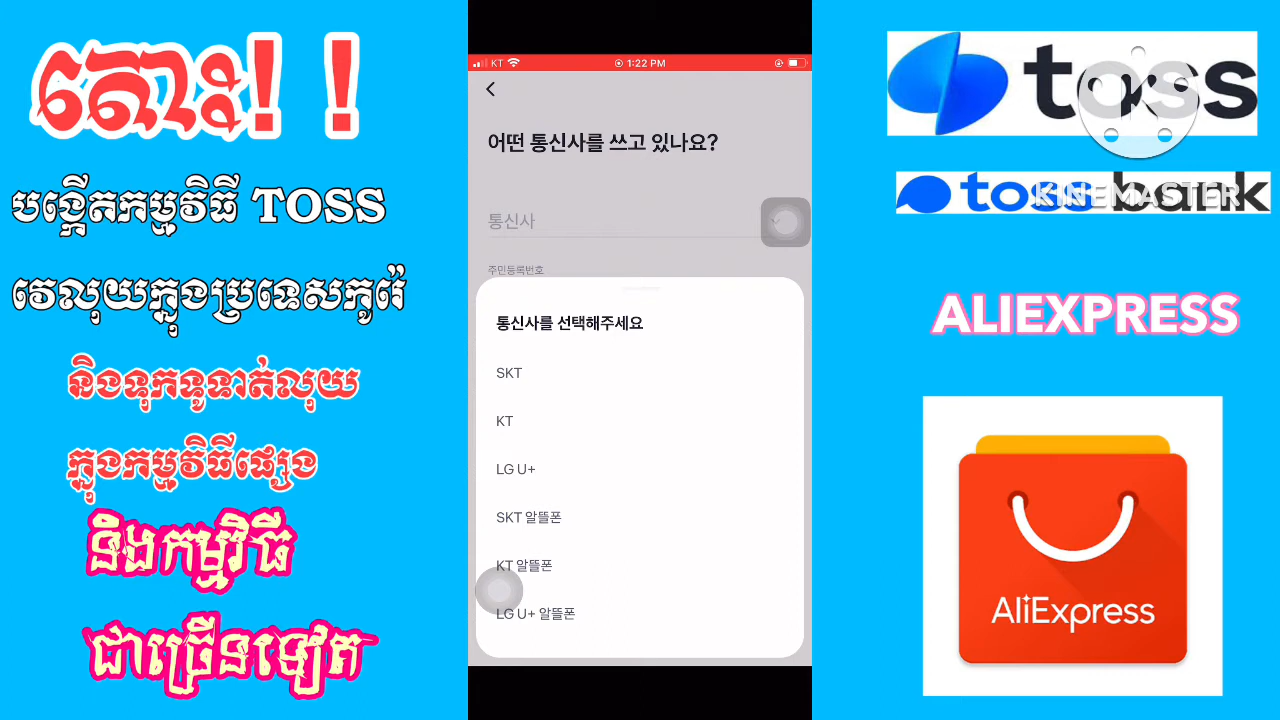 តោះ!!
បង្កើតកម្មវិធី TOSS
វេលុយក្នុងប្រទេសកូរ៉េ
និងទុកទូទាត់លុយ
ក្នុងកម្មវិធីផ្សេង
និងកម្មវិធី
ជាច្រើនទៀត
KT
1:22 PM
어떤 통신사를 쓰고 있나요?
통신사
주민등록번호
통신사를 선택해주세요
SKT
KT
LG U+
SKT 알뜰폰
KT 알뜰폰
LG U+ 알뜰폰
toss
toss bank
KINEMASTER
ALIEXPRESS
AliExpress